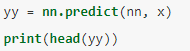 yy = nn.predict(nn, x)
print(head(yy))